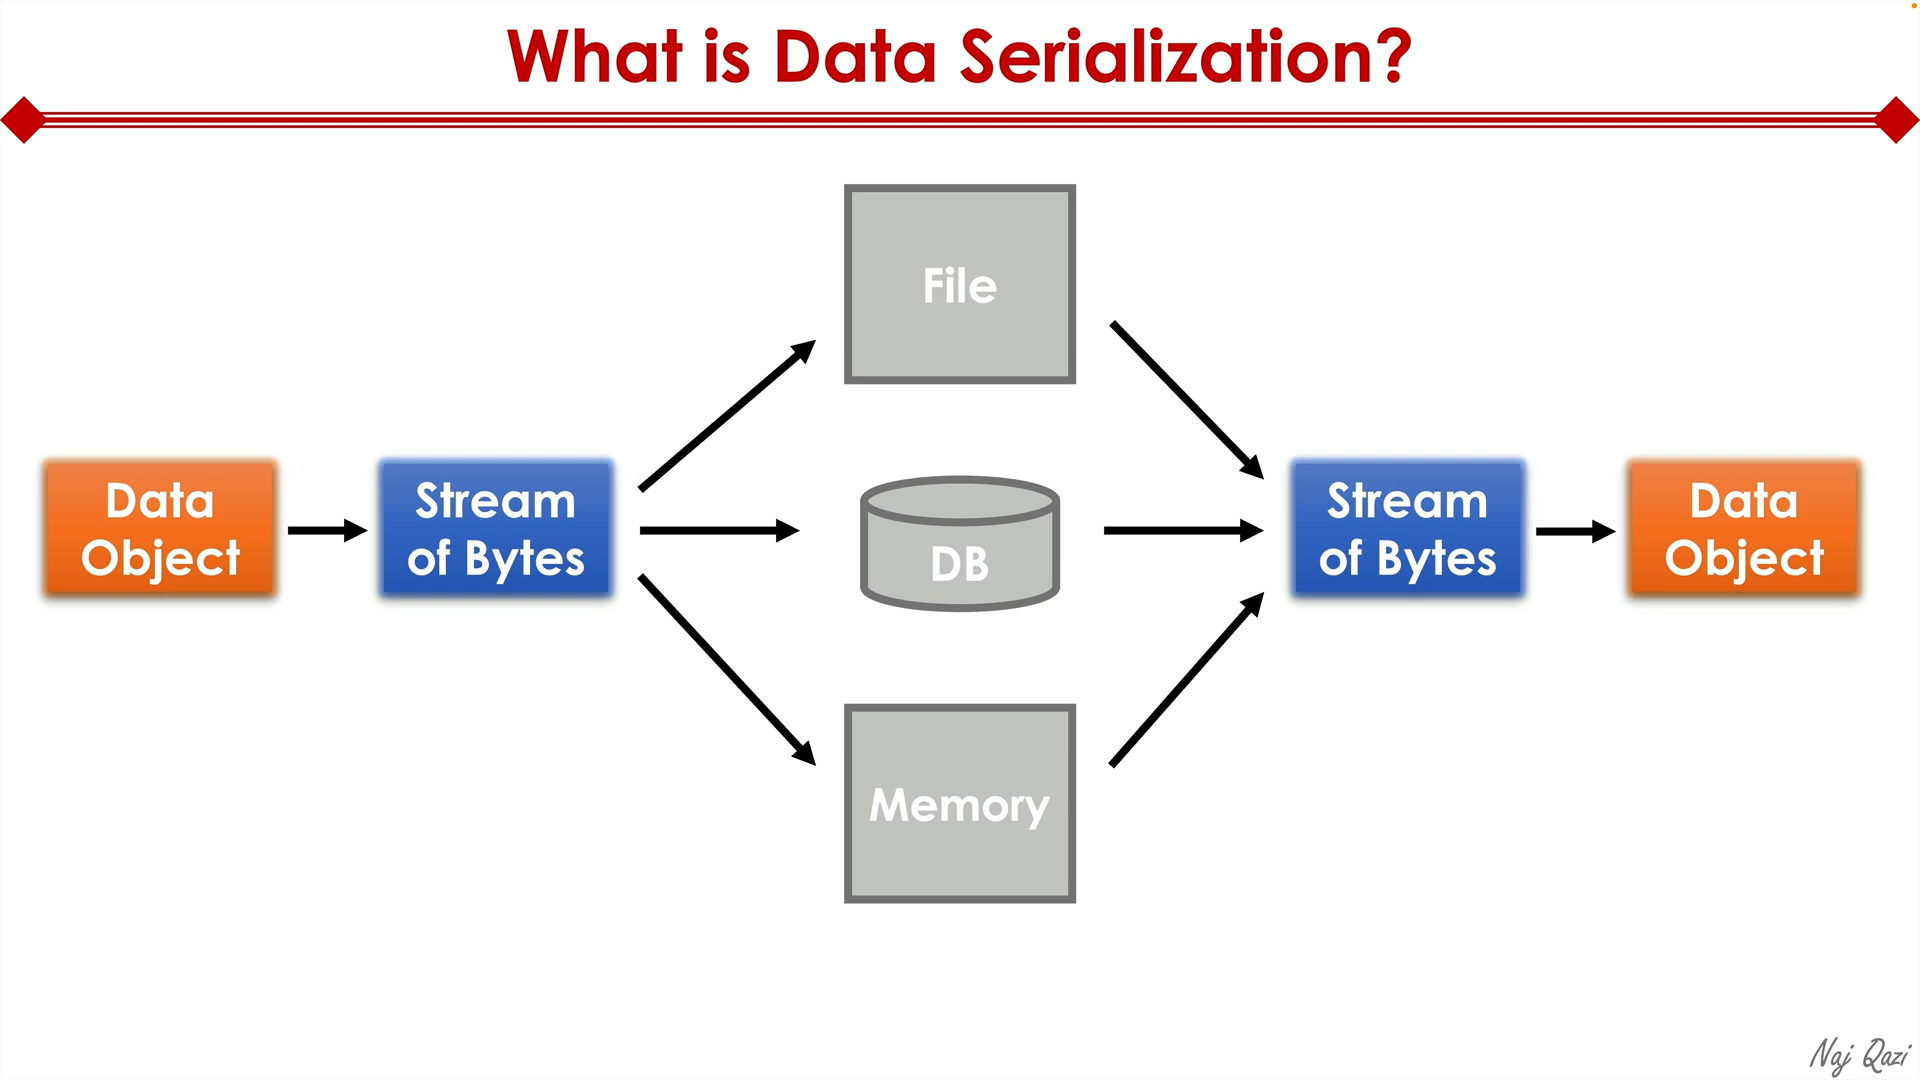 What is Data Serialization?
File
Data
Object
Stream
of Bytes
DB
Stream
of Bytes
Data
Object
Memory
Naj Qazi